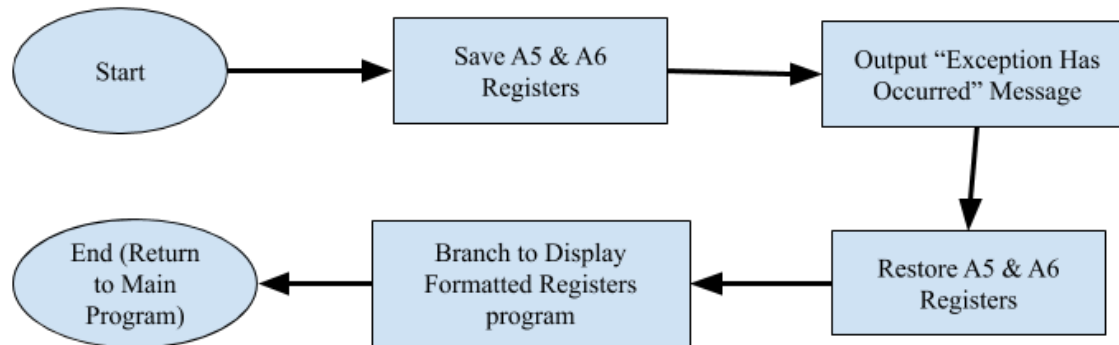 Start
Save A5 & A6
Registers
Output “Exception Has
Occurred” Message
Restore A5 & A6
Registers
Branch to Display
Formatted Registers
program
End (Return
to Main
Program)